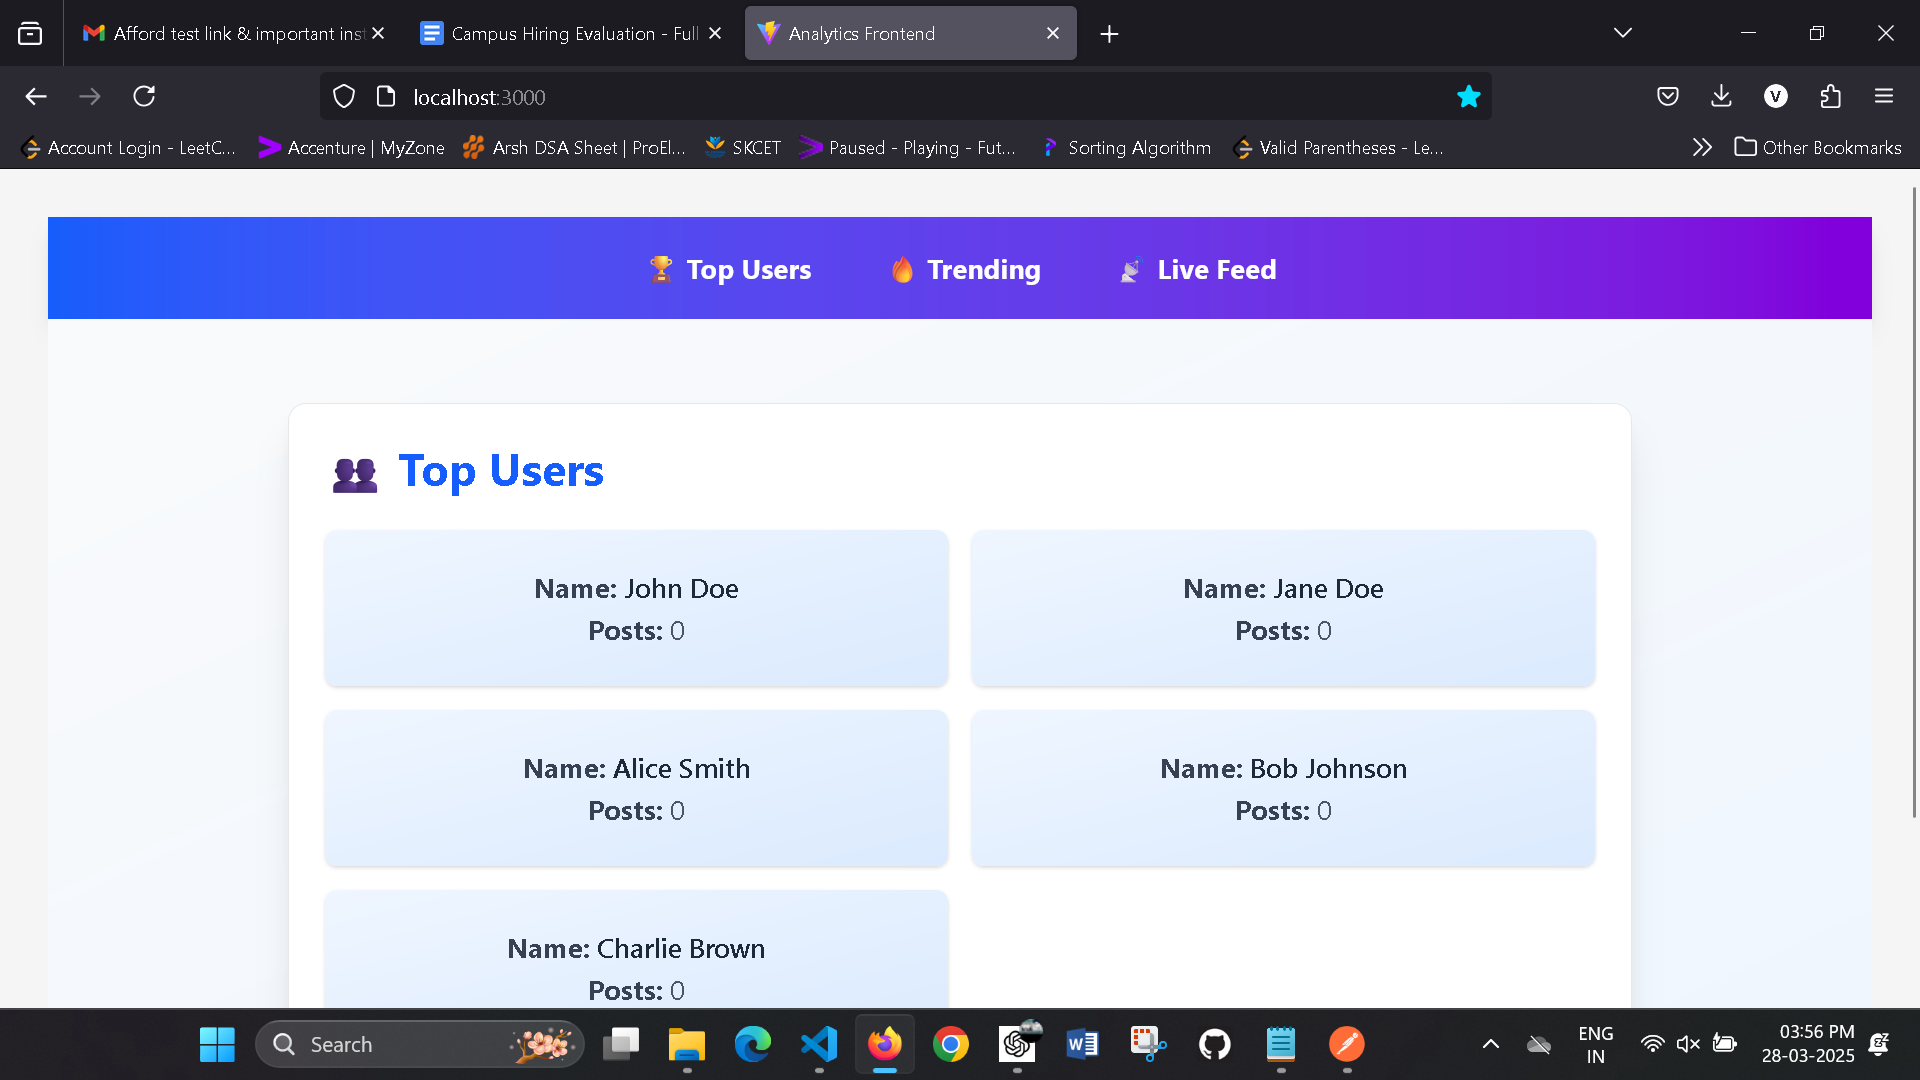 Afford test link & important inst
Campus Hiring Evaluation - Full
Analytics Frontend
localhost:3000
V
Account Login - LeetC...
Accenture | MyZone
Arsh DSA Sheet | ProEl...
SKCET
Paused - Playing - Fut...
Sorting Algorithm
Valid Parentheses - Le...
Other Bookmarks
Top Users
Trending
Live Feed
Top Users
Name: John Doe
Posts: 0
Name: Jane Doe
Posts: 0
Name: Alice Smith
Posts: 0
Name: Bob Johnson
Posts: 0
Name: Charlie Brown
Posts: 0
Search
ENG
IN
03:56 PM
28-03-2025